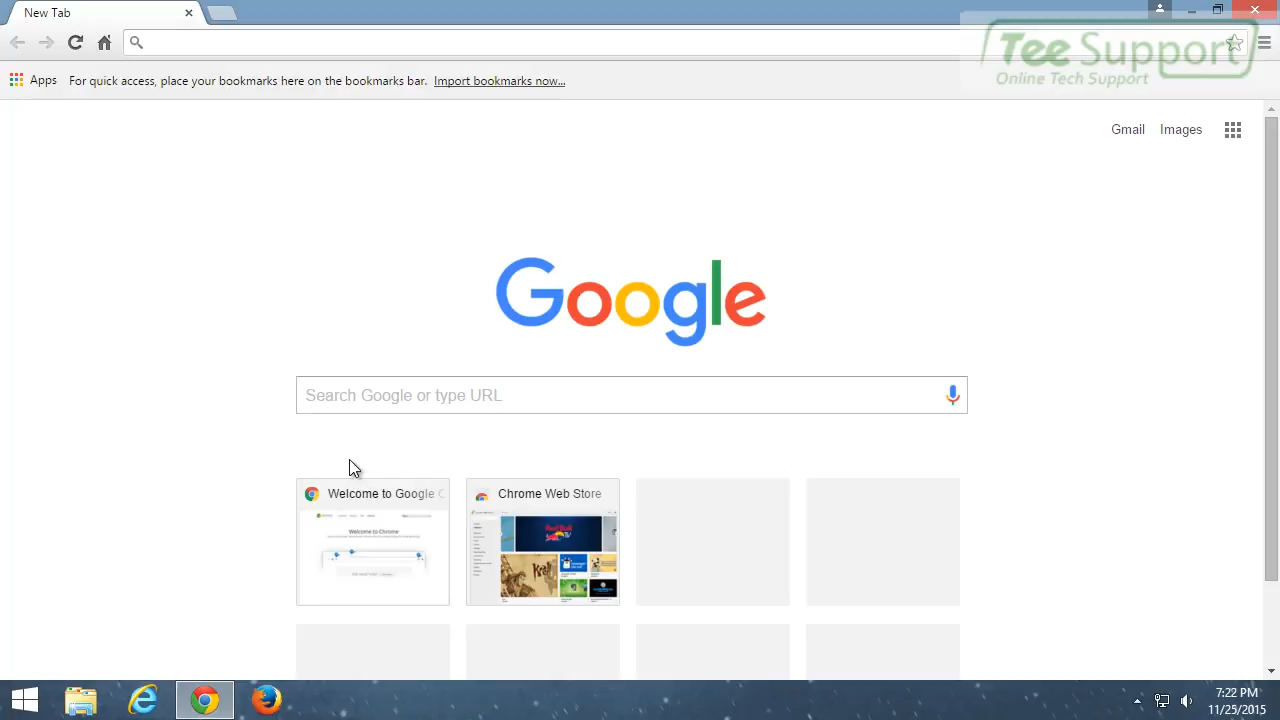 New Tab
Tee Support
Online Tech Support
Apps
For quick access, place your bookmarks here on the bookmarks bar. Import bookmarks now...
Gmail
Images
Google
Search Google or type URL
Welcome to Google C
Chrome Web Store
Welcome to Chrome
7:22 PM
11/25/2015